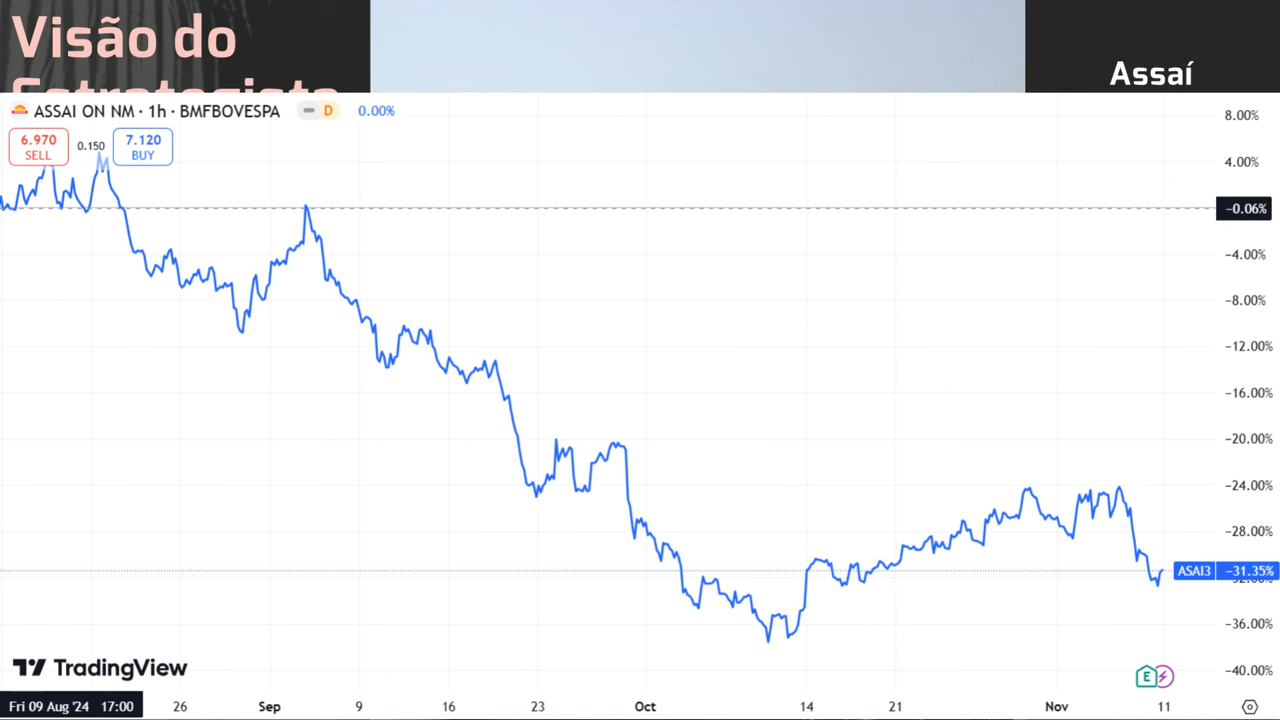 Visão do
Estrategista
Assaí
ASSAI ON NM · 1h · BMFBOVESPA
D
0.00%
6.970
SELL
0.150
7.120
BUY
8.00%
4.00%
−0.06%
−4.00%
−8.00%
−12.00%
−16.00%
−20.00%
−24.00%
−28.00%
ASAI3
−31.35%
−32.00%
−36.00%
−40.00%
TradingView
E
Fri 09 Aug '24 17:00
26
Sep
9
16
23
Oct
14
21
Nov
11